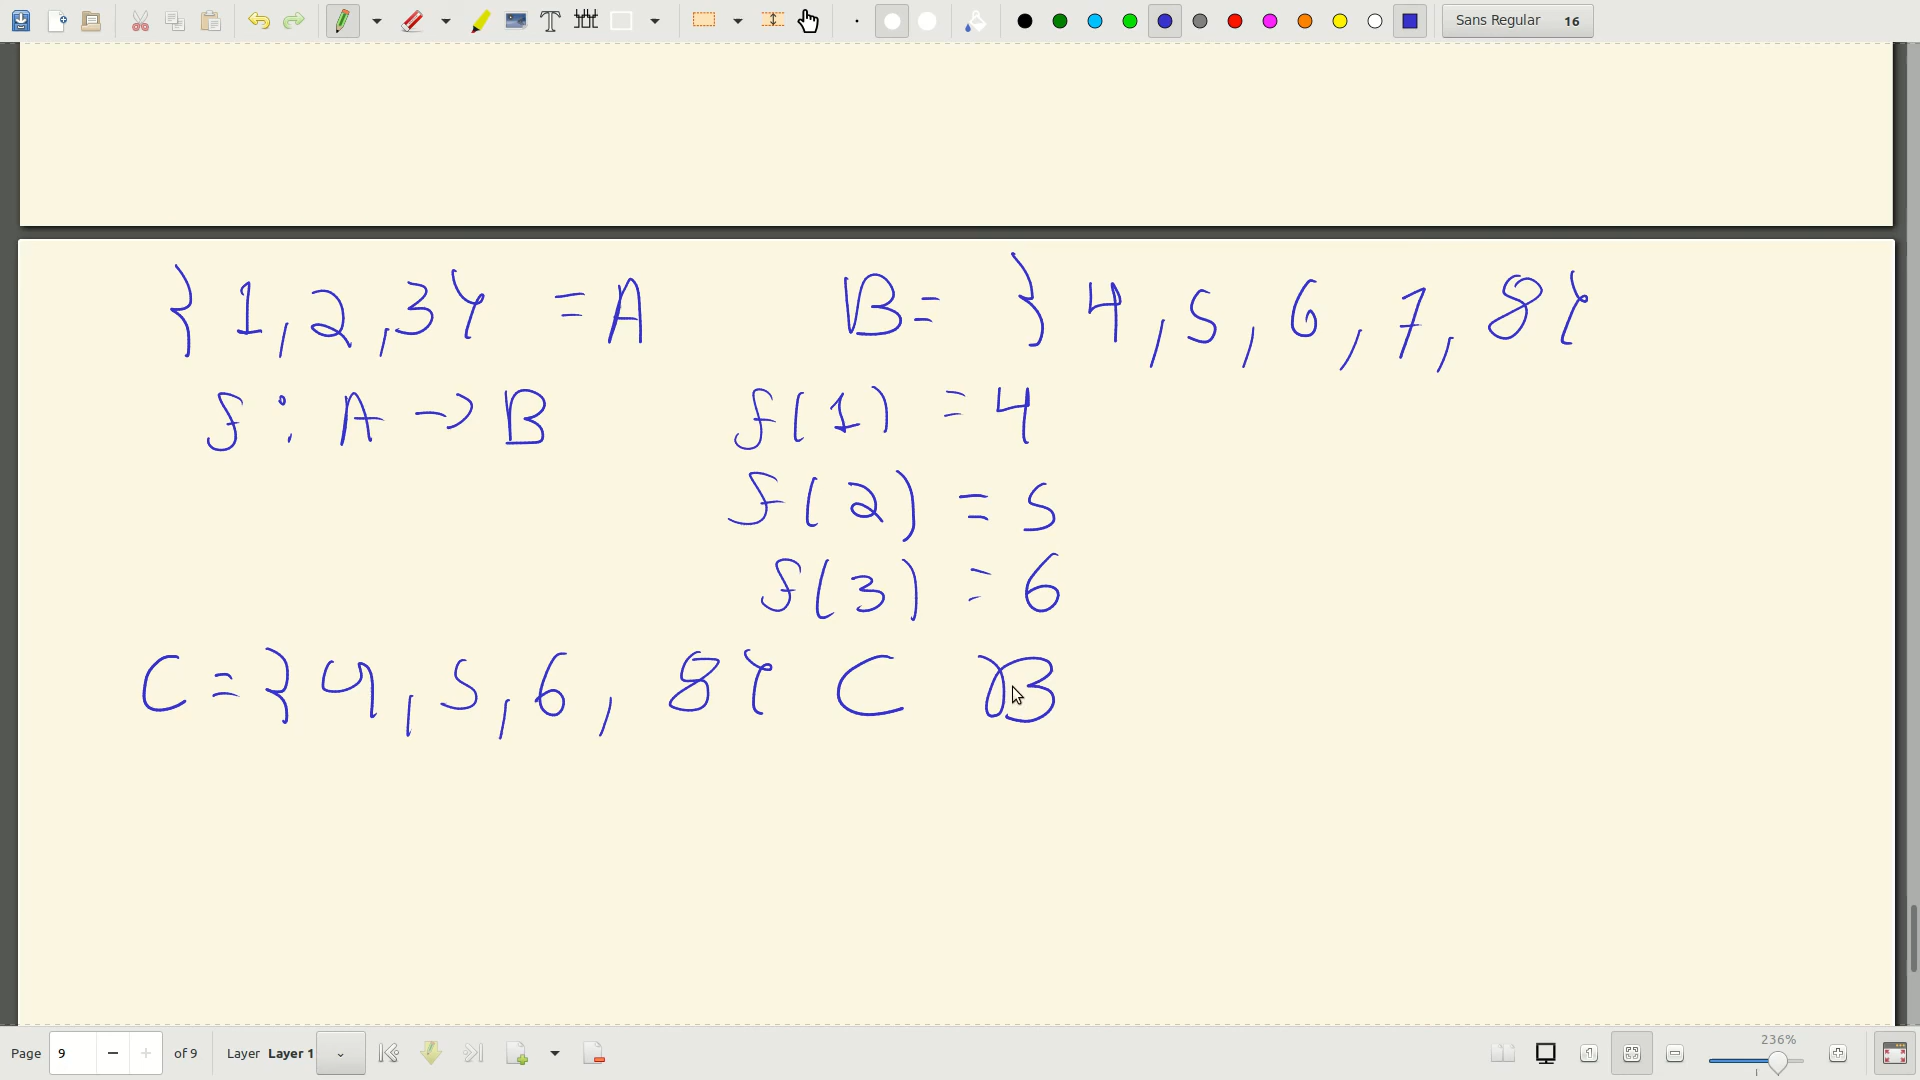 Sans Regular 16
{1,2,3} = A B = {4,5,6,7,8}
f : A → B f(1) = 4
f(2) = 5
f(3) = 6
C = {4,5,6,8} ⊂ B
Page 9 of 9 Layer Layer 1 236%